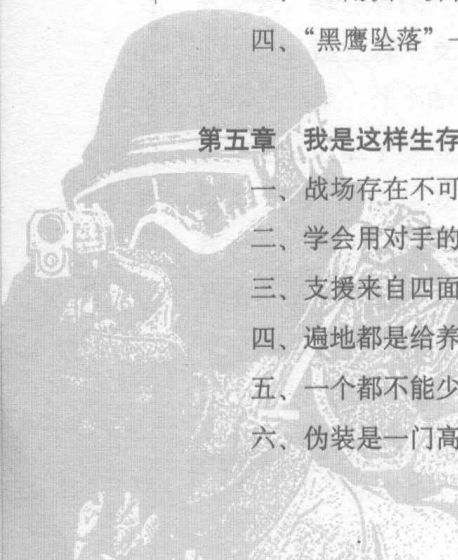 四、“黑鹰坠落”
第五章 我是这样生存
一、战场存在不可
二、学会用对手的
三、支援来自四面
四、遍地都是给养
五、一个都不能少
六、伪装是一门高